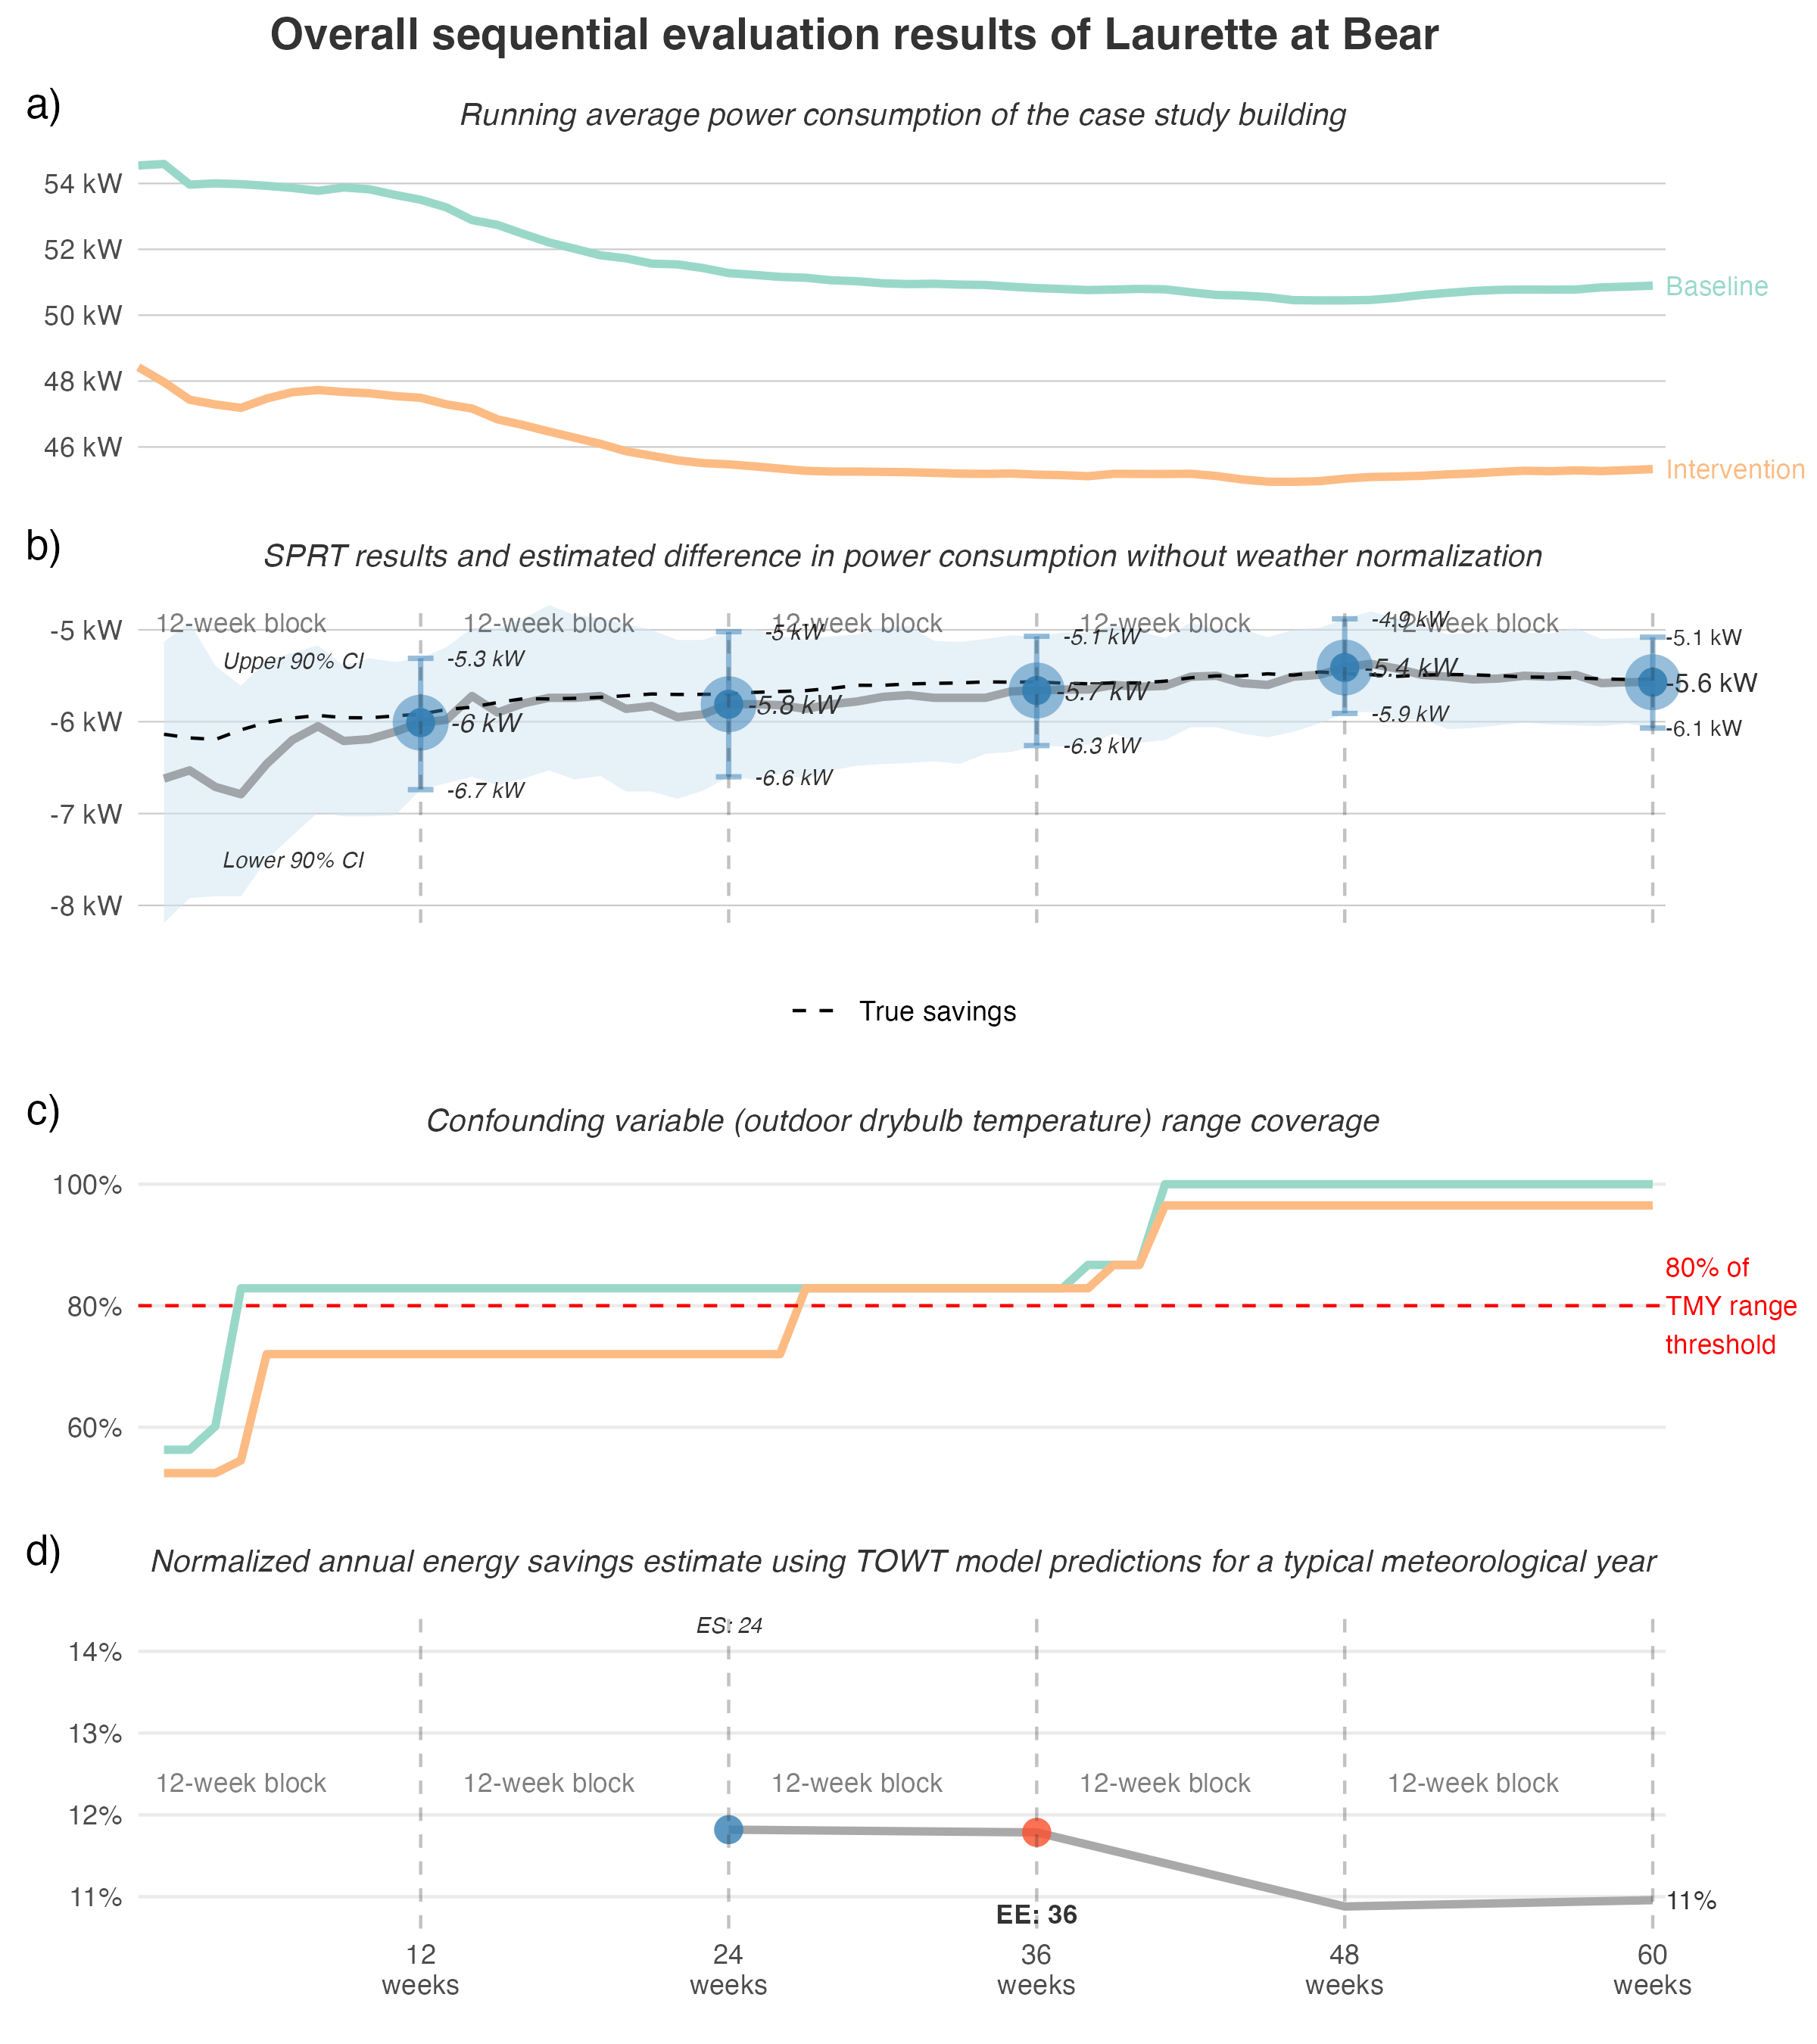 Overall sequential evaluation results of Laurette at Bear
a)
Running average power consumption of the case study building
54 kW
52 kW
50 kW
48 kW
46 kW
Baseline
Intervention
b)
SPRT results and estimated difference in power consumption without weather normalization
12-week block
12-week block
12-week block
12-week block
12-week block
-5 kW
-6 kW
-7 kW
-8 kW
Upper 90% CI
Lower 90% CI
-5.3 kW
-6 kW
-6.7 kW
-5 kW
-5.8 kW
-6.6 kW
-5.1 kW
-5.7 kW
-6.3 kW
-4.9 kW
-5.4 kW
-5.9 kW
-5.1 kW
-5.6 kW
-6.1 kW
True savings
c)
Confounding variable (outdoor drybulb temperature) range coverage
100%
80%
60%
80% of
TMY range
threshold
d)
Normalized annual energy savings estimate using TOWT model predictions for a typical meteorological year
ES: 24
14%
13%
12%
11%
12-week block
12-week block
12-week block
12-week block
12-week block
EE: 36
11%
12
weeks
24
weeks
36
weeks
48
weeks
60
weeks